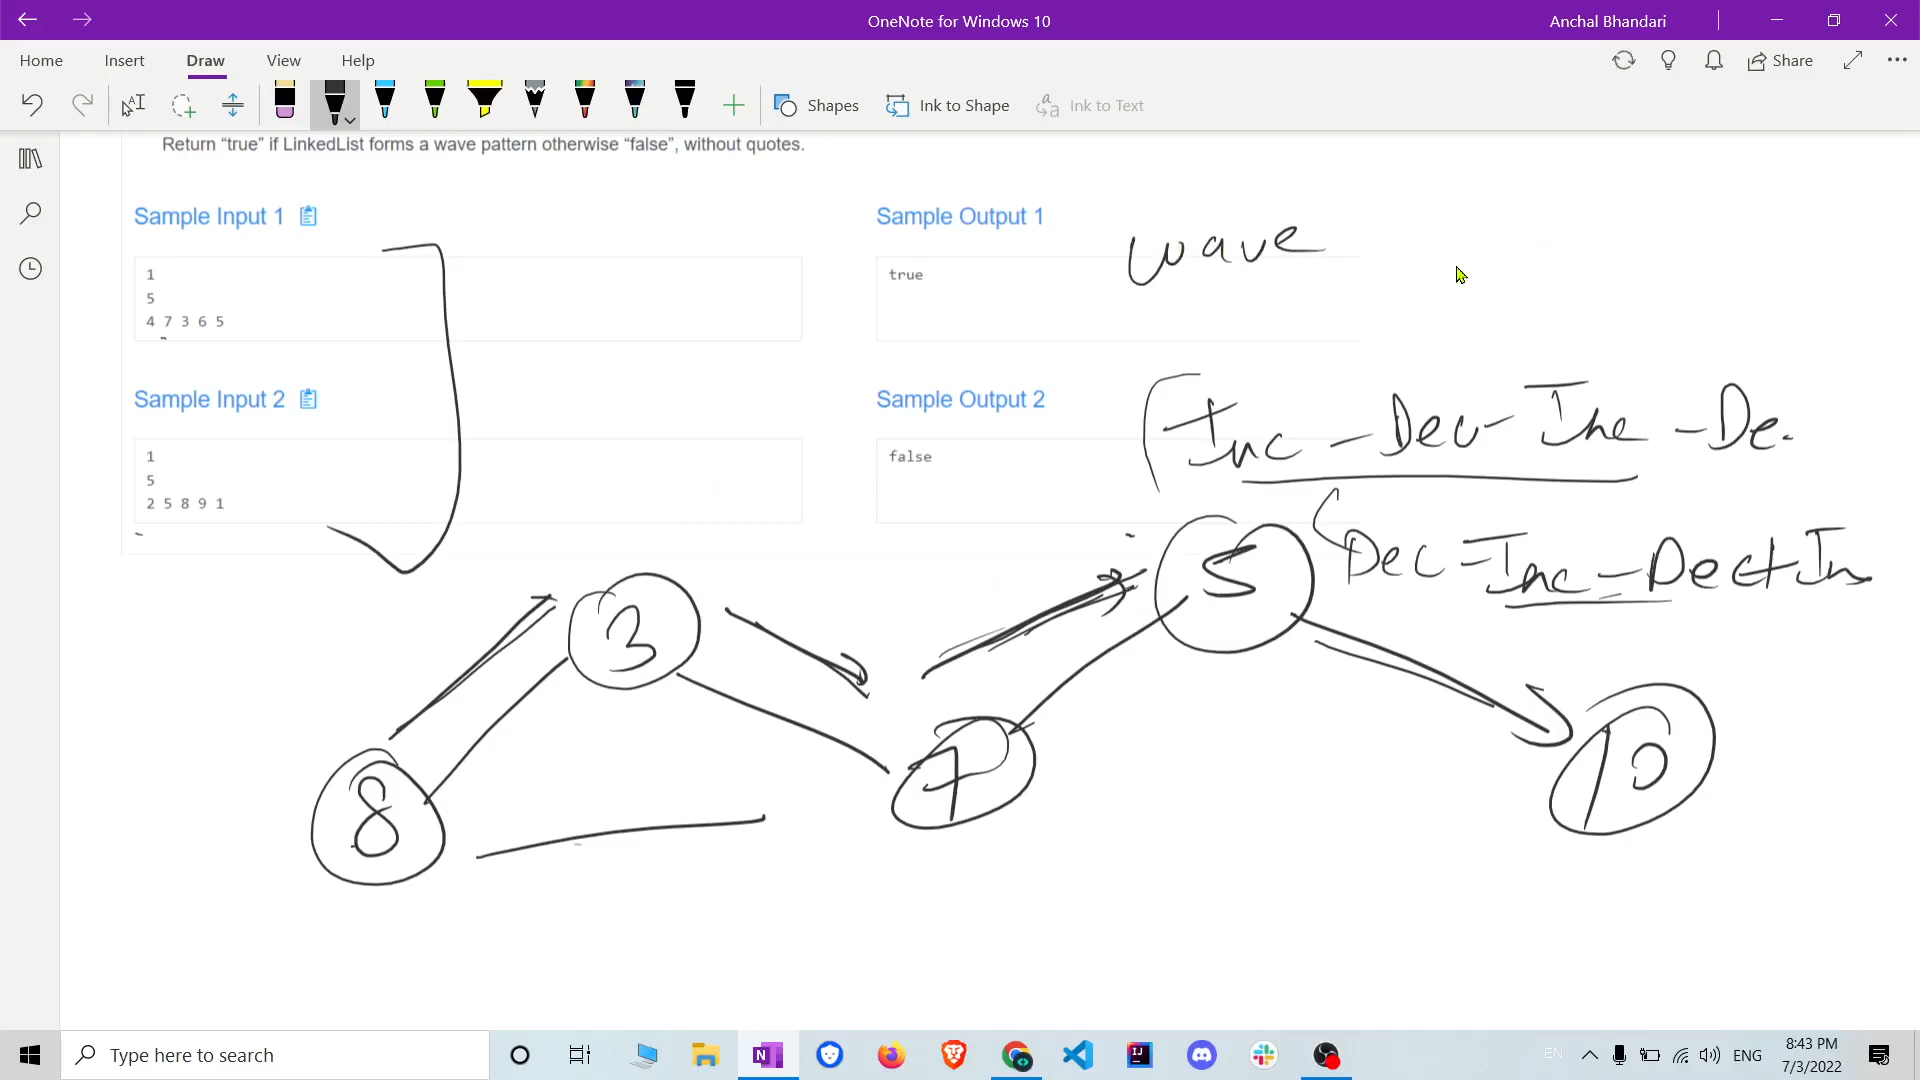 OneNote for Windows 10
Anchal Bhandari
Home Insert Draw View Help
Share
Shapes Ink to Shape Ink to Text
Return “true” if LinkedList forms a wave pattern otherwise “false”, without quotes.
Sample Input 1
Sample Output 1
1
5
4 7 3 6 5
true
wave
Sample Input 2
Sample Output 2
1
5
2 5 8 9 1
false
Inc - Dec - Inc - De.
Dec - Inc - Dec + In
3
5
8
7
10
Type here to search
EN
ENG
8:43 PM
7/3/2022